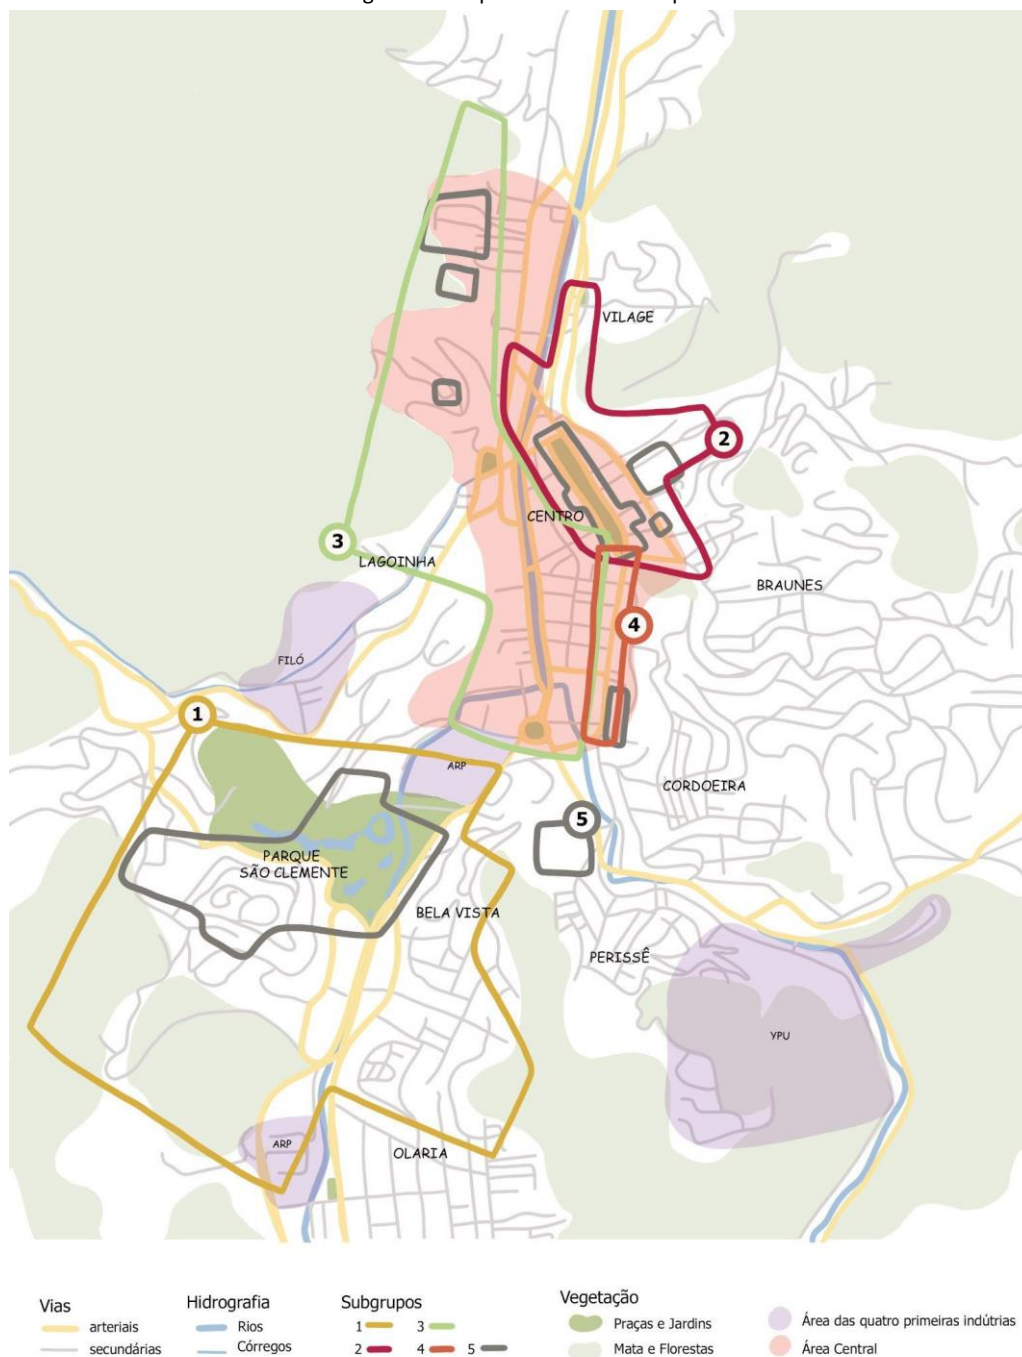 VILAGE
2
CENTRO
3
LAGOINHA
BRAUNES
4
FILÓ
1
ARP
CORDOEIRA
5
PARQUE
SÃO CLEMENTE
BELA VISTA
PERISSÊ
YPU
ARP
OLARIA
Vias
arteriais
secundárias
Hidrografia
Rios
Córregos
Subgrupos
1 3
2 4 5
Vegetação
Praças e Jardins
Mata e Florestas
Área das quatro primeiras indútrias
Área Central